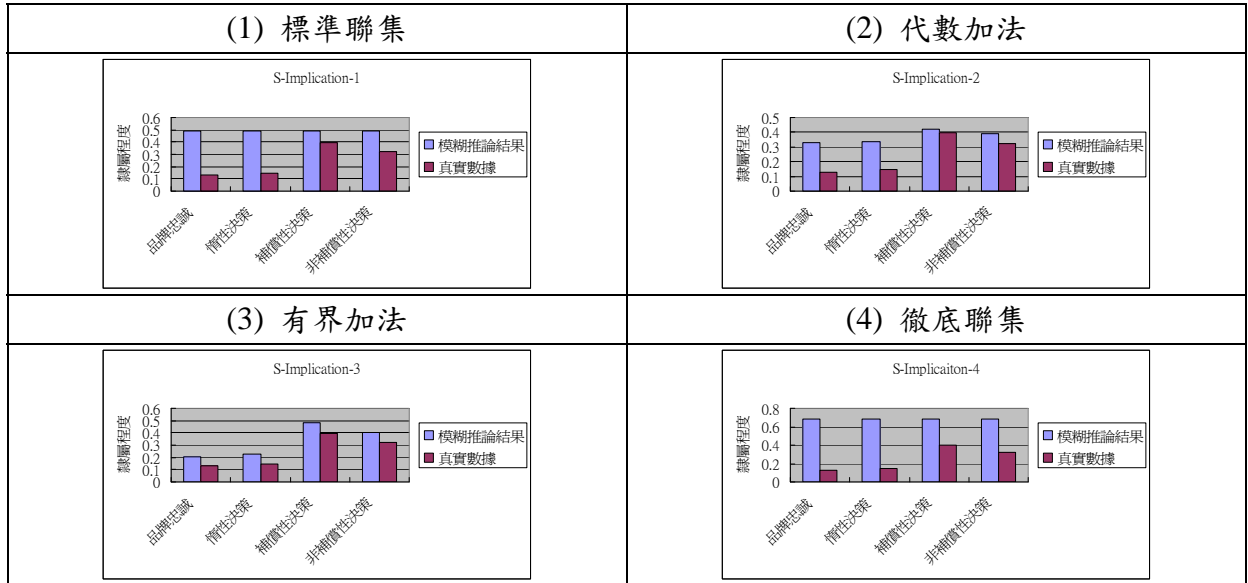 (1) 標準聯集
S-Implication-1
隸屬程度
0.6
0.5
0.4
0.3
0.2
0.1
0
品牌忠誠
惰性決策
補償性決策
非補償性決策
模糊推論結果
真實數據
(2) 代數加法
S-Implication-2
隸屬程度
0.5
0.4
0.3
0.2
0.1
0
品牌忠誠
惰性決策
補償性決策
非補償性決策
模糊推論結果
真實數據
(3) 有界加法
S-Implication-3
隸屬程度
0.6
0.5
0.4
0.3
0.2
0.1
0
品牌忠誠
惰性決策
補償性決策
非補償性決策
模糊推論結果
真實數據
(4) 徹底聯集
S-Implicaiton-4
隸屬程度
0.8
0.6
0.4
0.2
0
品牌忠誠
惰性決策
補償性決策
非補償性決策
模糊推論結果
真實數據